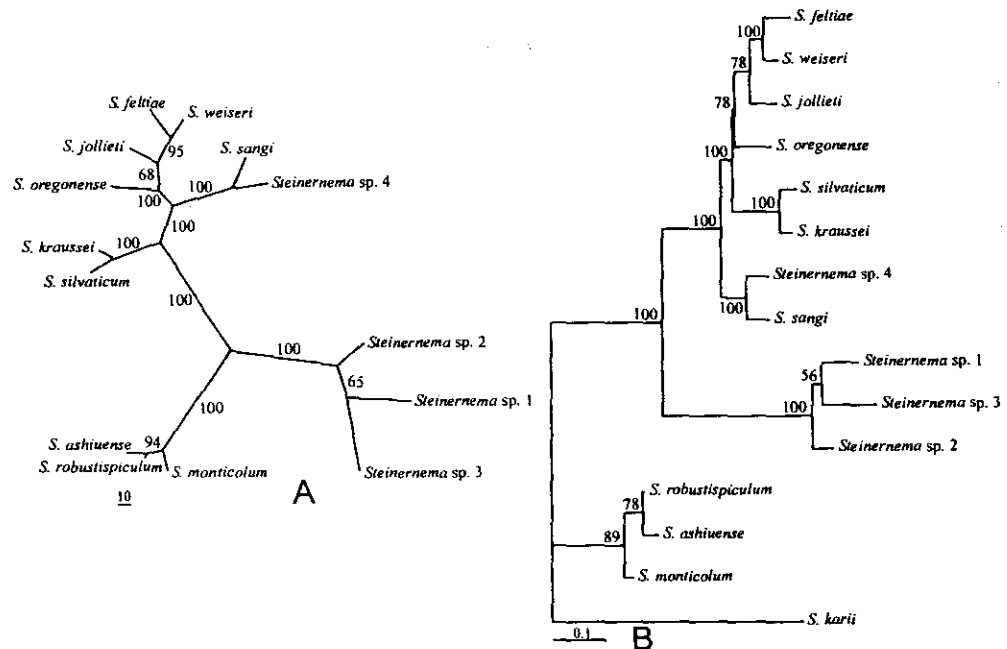 S. feltiae
S. weiseri
S. jollieti
95
S. sangi
68
S. oregonense
100
100
Steinernema sp. 4
100
S. kraussei
100
S. silvaticum
100
100
Steinernema sp. 2
65
Steinernema sp. 1
100
S. ashiuense
94
S. robustispiculum
S. monticolum
Steinernema sp. 3
10
A
S. feltiae
100
S. weiseri
78
S. jollieti
78
S. oregonense
100
S. silvaticum
100
S. kraussei
100
Steinernema sp. 4
100
S. sangi
100
Steinernema sp. 1
56
Steinernema sp. 3
100
Steinernema sp. 2
S. robustispiculum
78
S. ashiuense
89
S. monticolum
S. karii
0.1
B